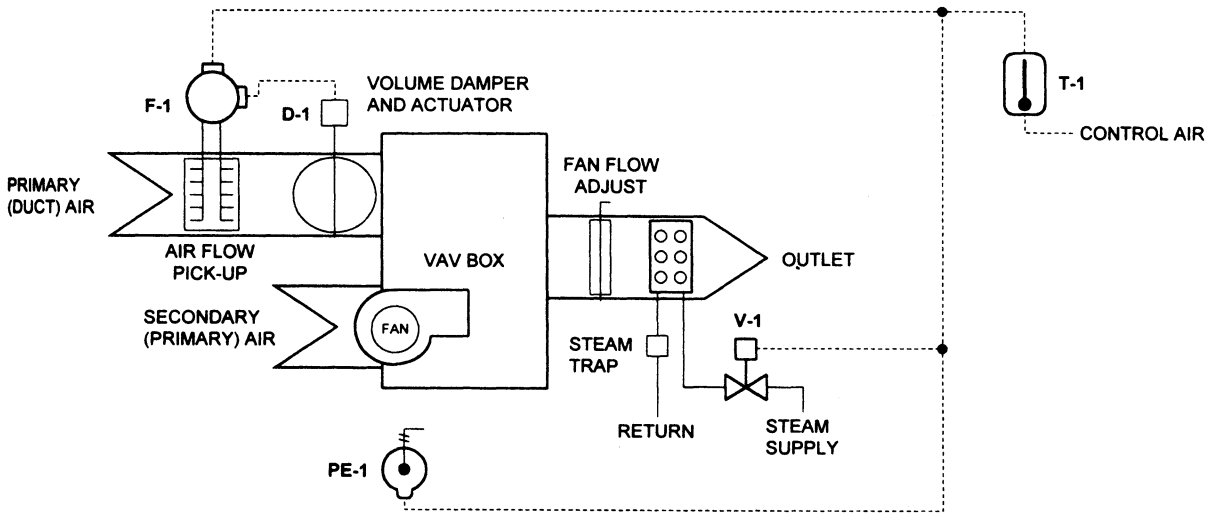 F-1
VOLUME DAMPER
AND ACTUATOR
D-1
T-1
CONTROL AIR
PRIMARY
(DUCT) AIR
AIR FLOW
PICK-UP
FAN FLOW
ADJUST
VAV BOX
OUTLET
SECONDARY
(PRIMARY) AIR
FAN
STEAM
TRAP
V-1
RETURN
STEAM
SUPPLY
PE-1